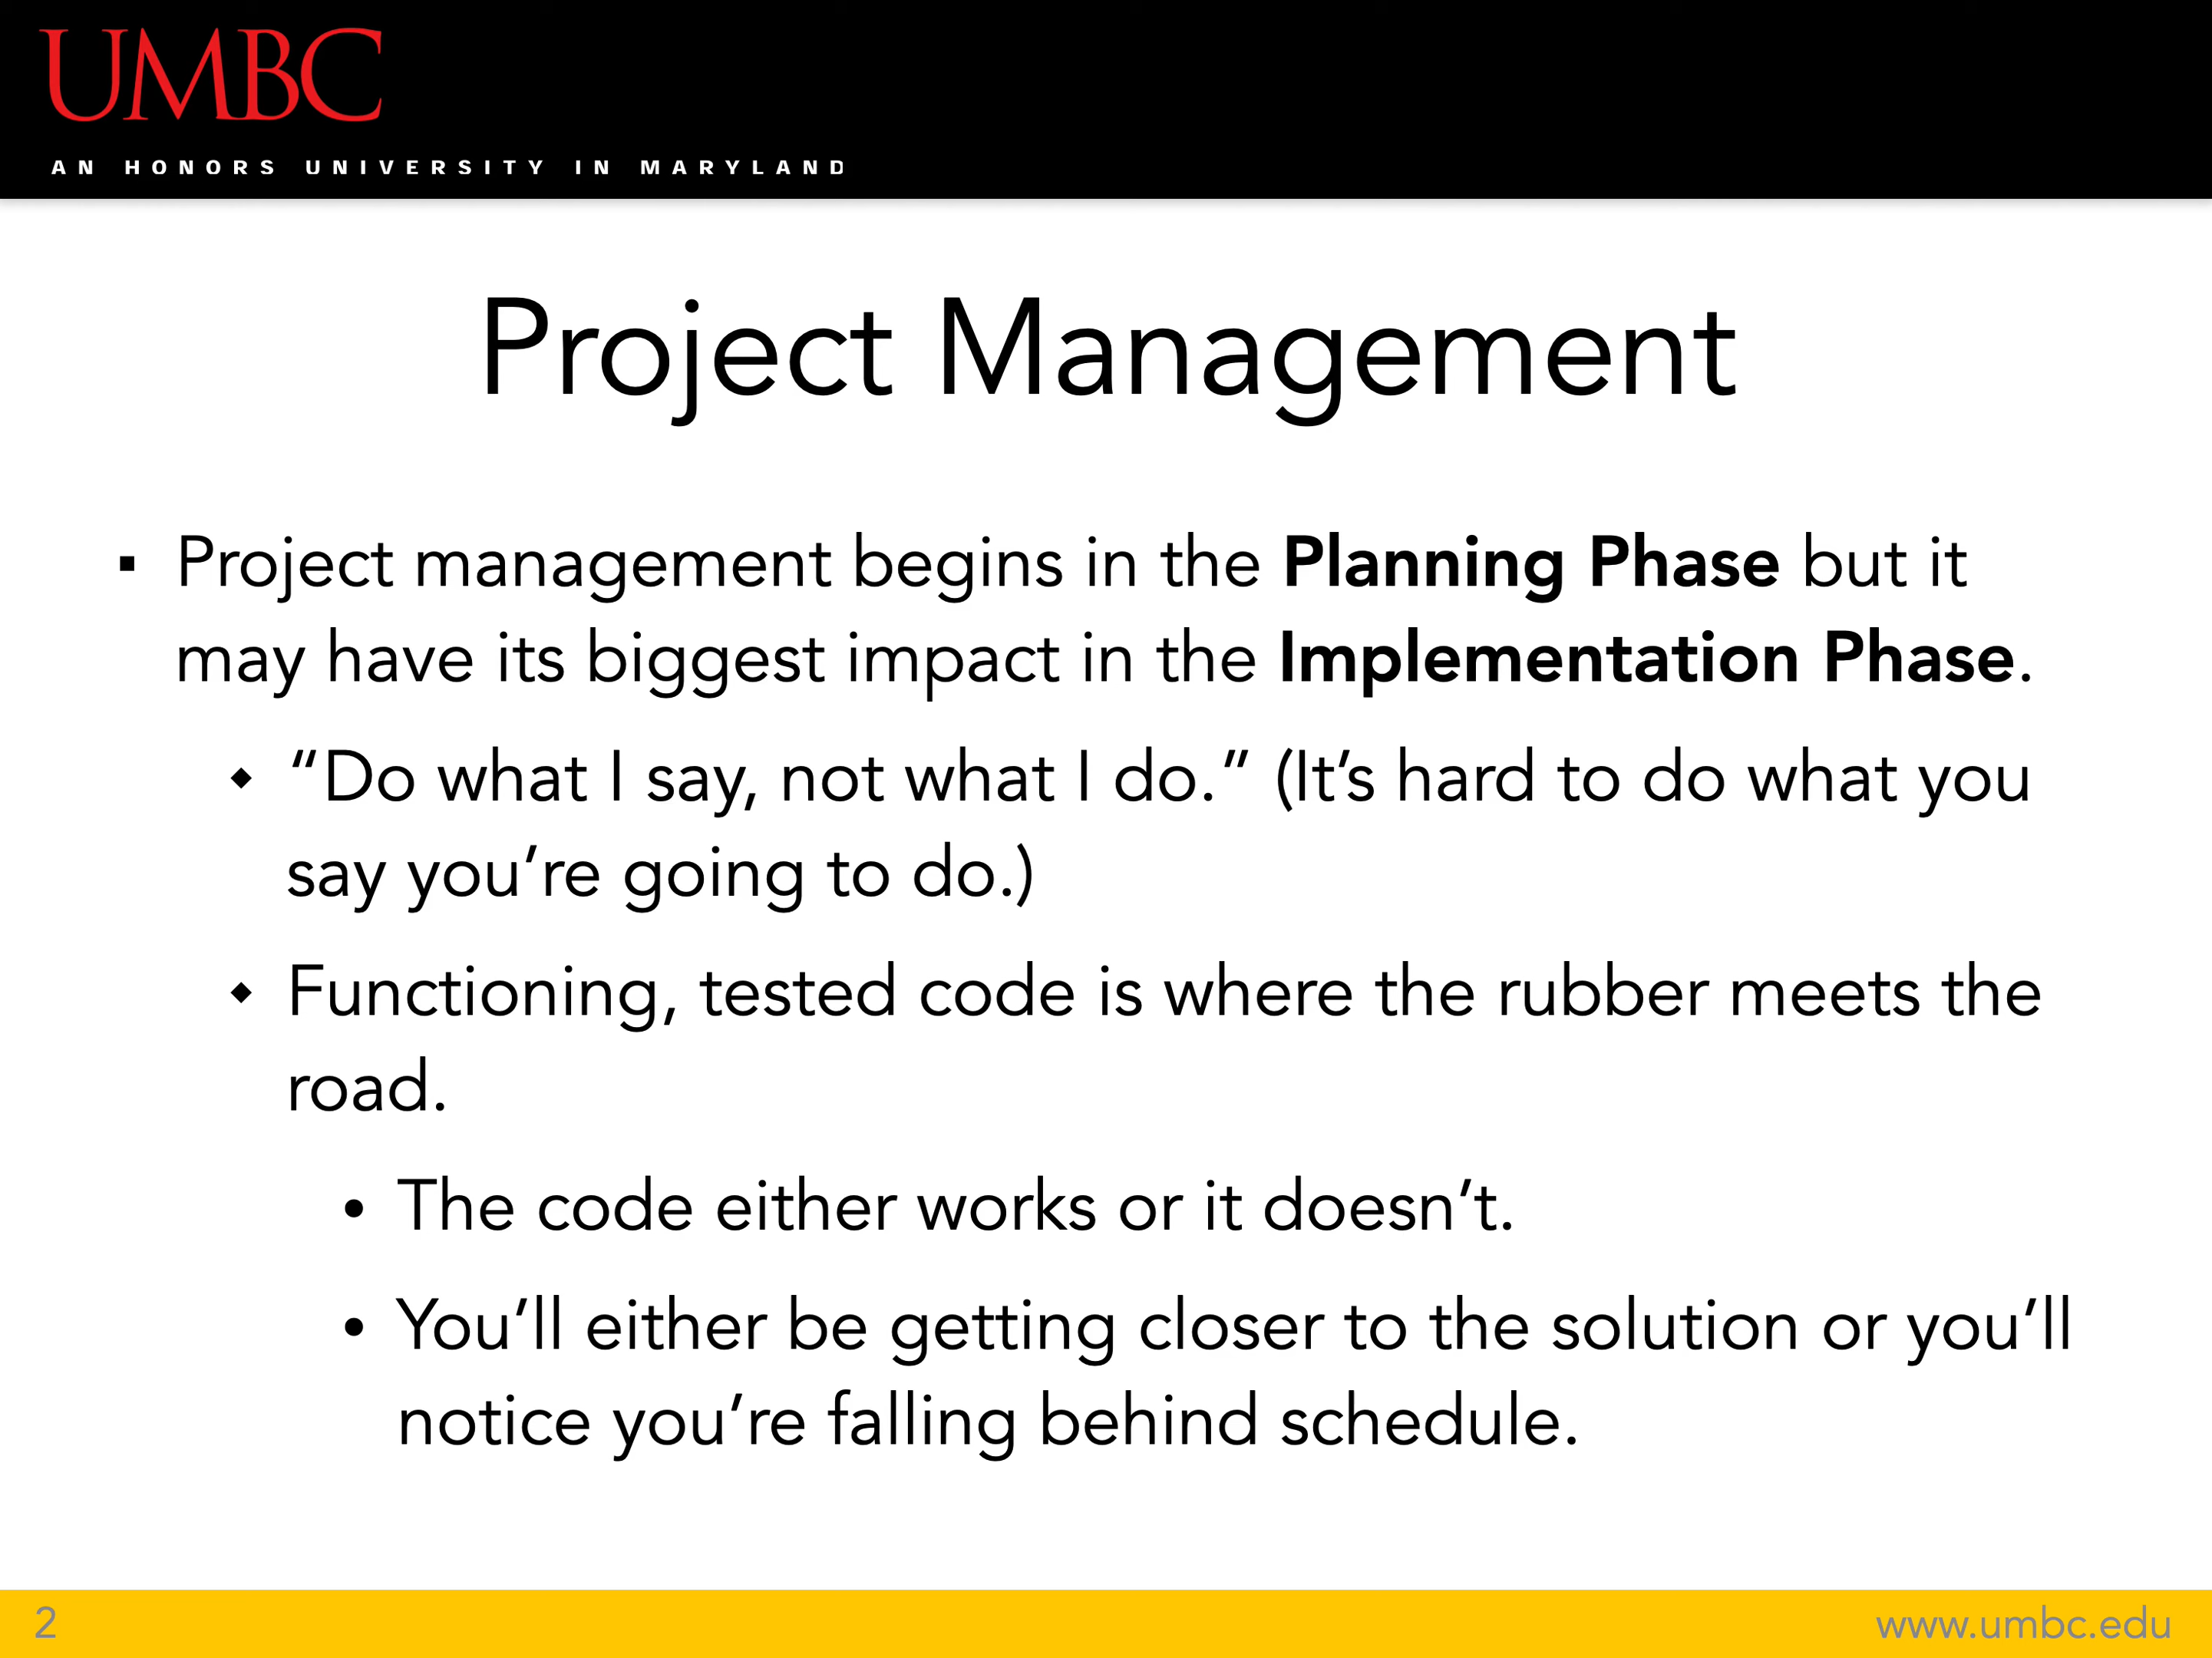 UMBC
AN HONORS UNIVERSITY IN MARYLAND
Project Management
▪ Project management begins in the Planning Phase but it
may have its biggest impact in the Implementation Phase.
◆ “Do what I say, not what I do.” (It’s hard to do what you
say you’re going to do.)
◆ Functioning, tested code is where the rubber meets the
road.
• The code either works or it doesn’t.
• You’ll either be getting closer to the solution or you’ll
notice you’re falling behind schedule.
2
www.umbc.edu